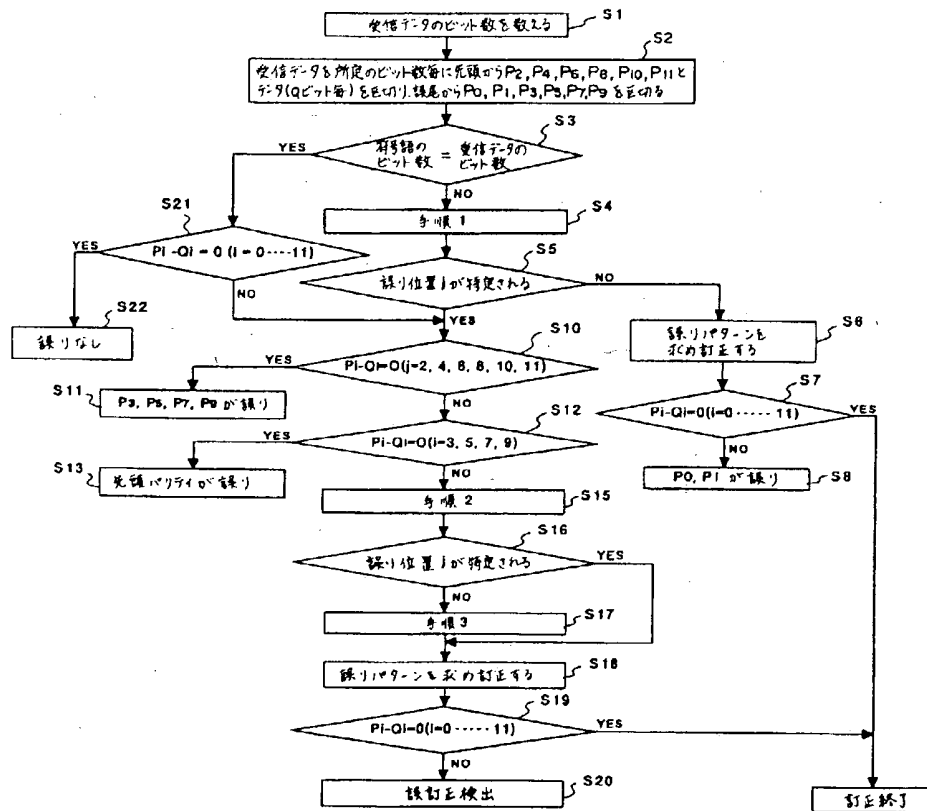 S1
受信データのビット数を数える
S2
受信データを所定のビット数毎に先頭からP2, P4, P6, P8, P10, P11と
データ(Qビット毎)を区切り、語尾からP0, P1, P3, P5, P7, P9を区切る
S3
YES
符号語のビット数 = 受信データのビット数
NO
S4
手順1
S21
YES
Pi-Qi=0 (i=0----11)
NO
S5
誤り位置jが特定される
NO
YES
S22
誤りなし
S6
誤りパターンを
求め訂正する
S10
YES
Pi-Qi=0(j=2, 4, 6, 8, 10, 11)
NO
S11
P3, P5, P7, P9が誤り
S7
Pi-Qi=0(i=0------11)
YES
NO
S8
P0, P1が誤り
S12
YES
Pi-Qi=0(i=3, 5, 7, 9)
NO
S13
先頭パリティが誤り
S15
手順2
S16
誤り位置jが特定される
YES
NO
S17
手順3
S18
誤りパターンを求め訂正する
S19
Pi-Qi=0(i=0-----11)
YES
NO
S20
誤訂正検出
訂正終了